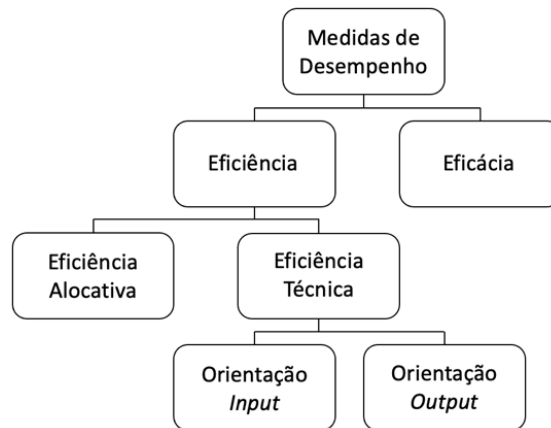 Medidas de
Desempenho
Eficiência
Eficácia
Eficiência
Alocativa
Eficiência
Técnica
Orientação
Input
Orientação
Output